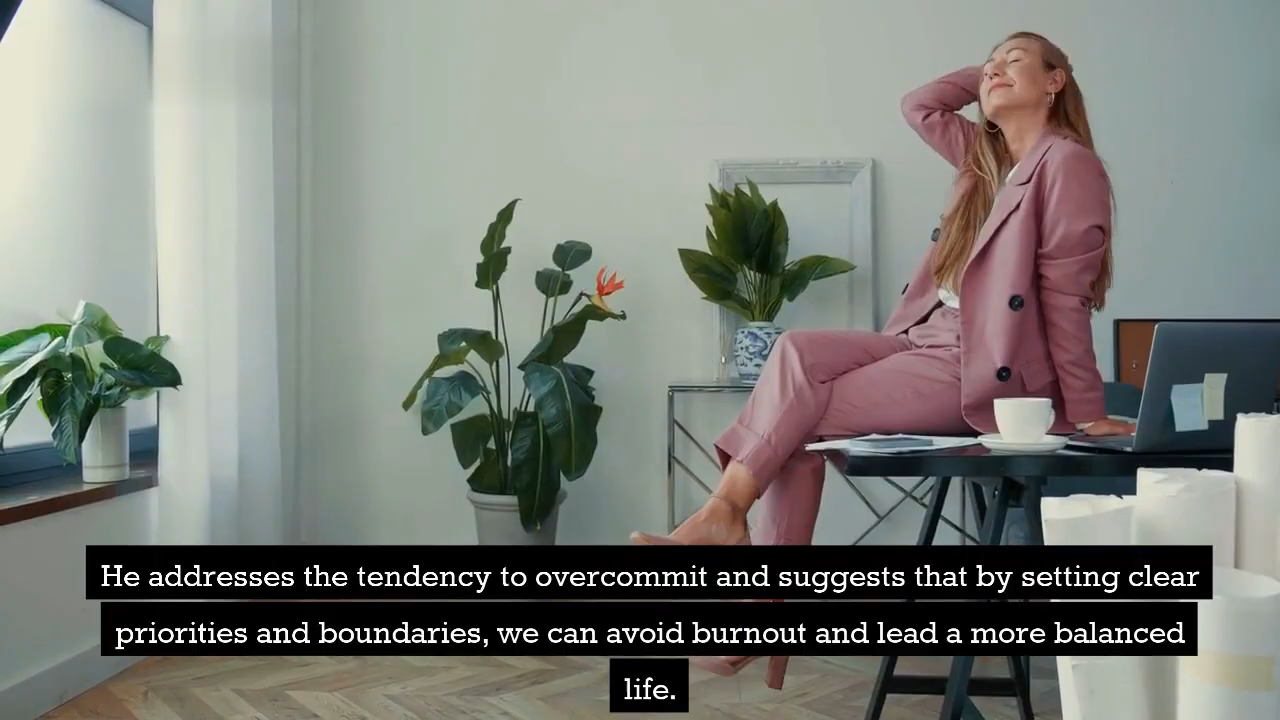 He addresses the tendency to overcommit and suggests that by setting clear
priorities and boundaries, we can avoid burnout and lead a more balanced
life.